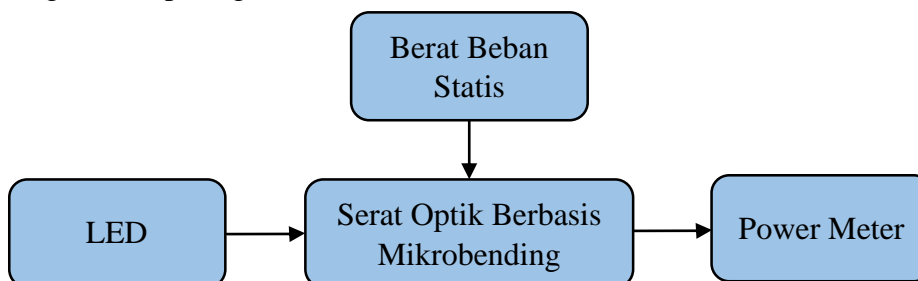 Berat Beban
Statis
LED
Serat Optik Berbasis
Mikrobending
Power Meter